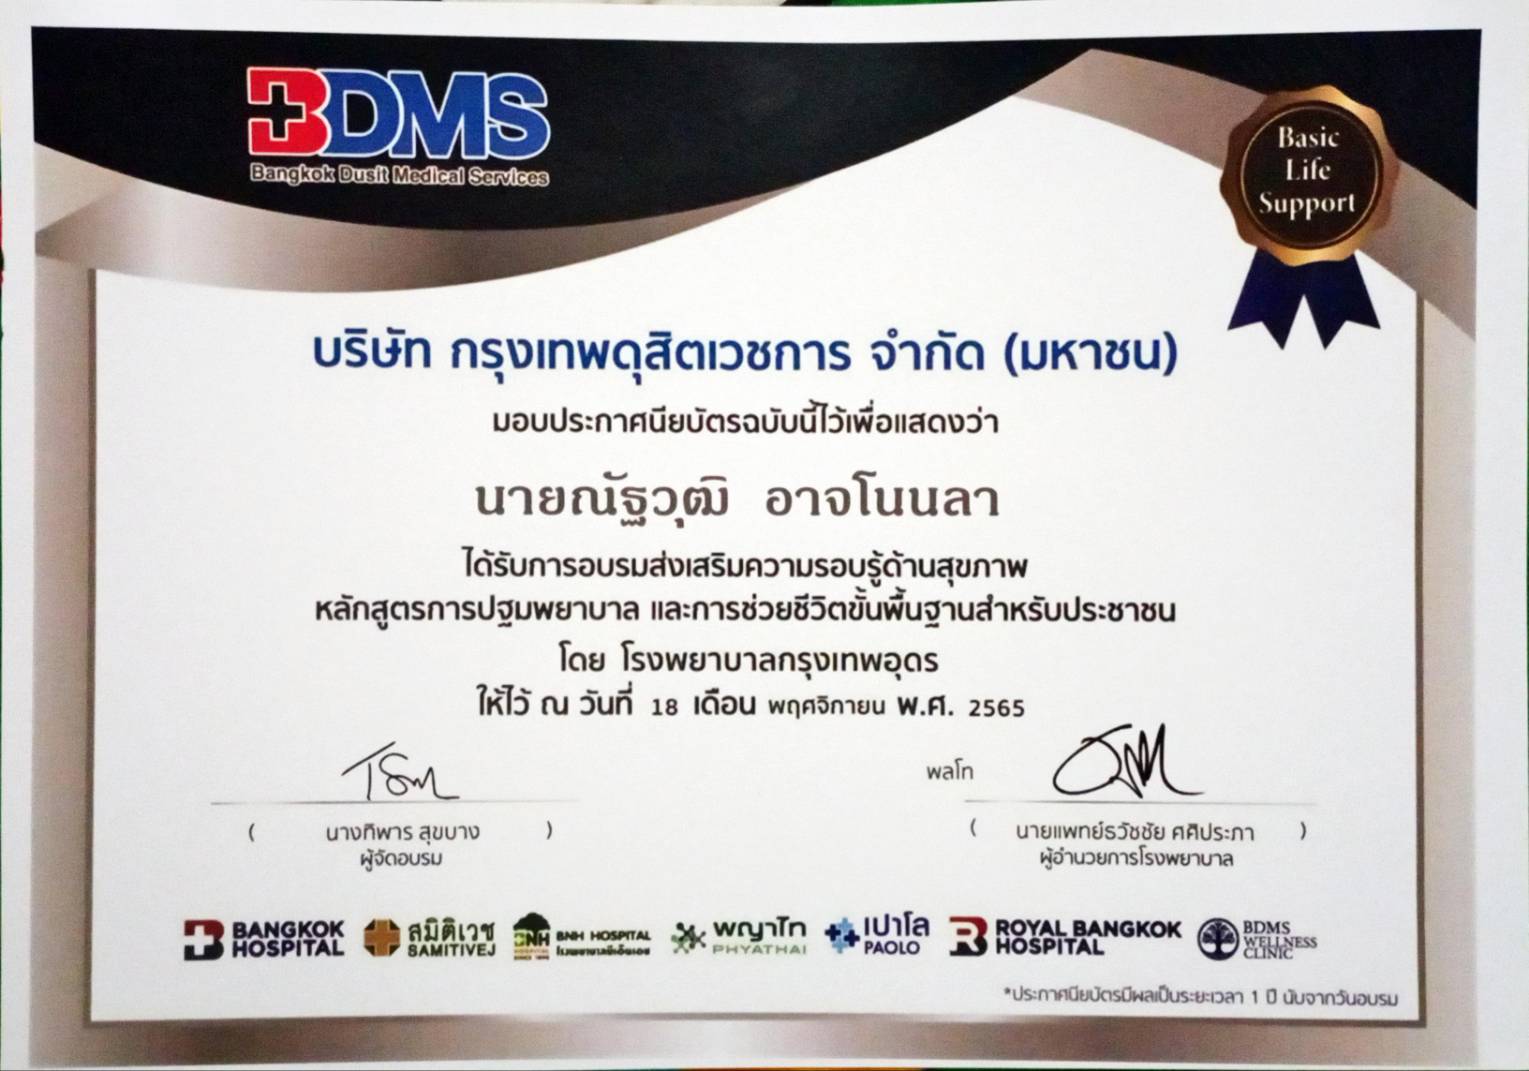 BDMS
Bangkok Dusit Medical Services
Basic
Life
Support
บริษัท กรุงเทพดุสิตเวชการ จำกัด (มหาชน)
มอบประกาศนียบัตรฉบับนี้ไว้เพื่อแสดงว่า
นายณัฐวุฒิ อาจโนนลา
ได้รับการอบรมส่งเสริมความรอบรู้ด้านสุขภาพ
หลักสูตรการปฐมพยาบาล และการช่วยชีวิตขั้นพื้นฐานสำหรับประชาชน
โดย โรงพยาบาลกรุงเทพอุดร
ให้ไว้ ณ วันที่ 18 เดือน พฤศจิกายน พ.ศ. 2565
พลโท
( นางทิพาร สุขบาง )
ผู้จัดอบรม
( นายแพทย์ธวัชชัย ศศิประภา )
ผู้อำนวยการโรงพยาบาล
BANGKOK
HOSPITAL
สมิติเวช
SAMITIVEJ
BNH
BNH HOSPITAL
โรงพยาบาลบีเอ็นเอช
พญาไท
PHYATHAI
เปาโล
PAOLO
ROYAL BANGKOK
HOSPITAL
BDMS
WELLNESS
CLINIC
*ประกาศนียบัตรมีผลเป็นระยะเวลา 1 ปี นับจากวันอบรม